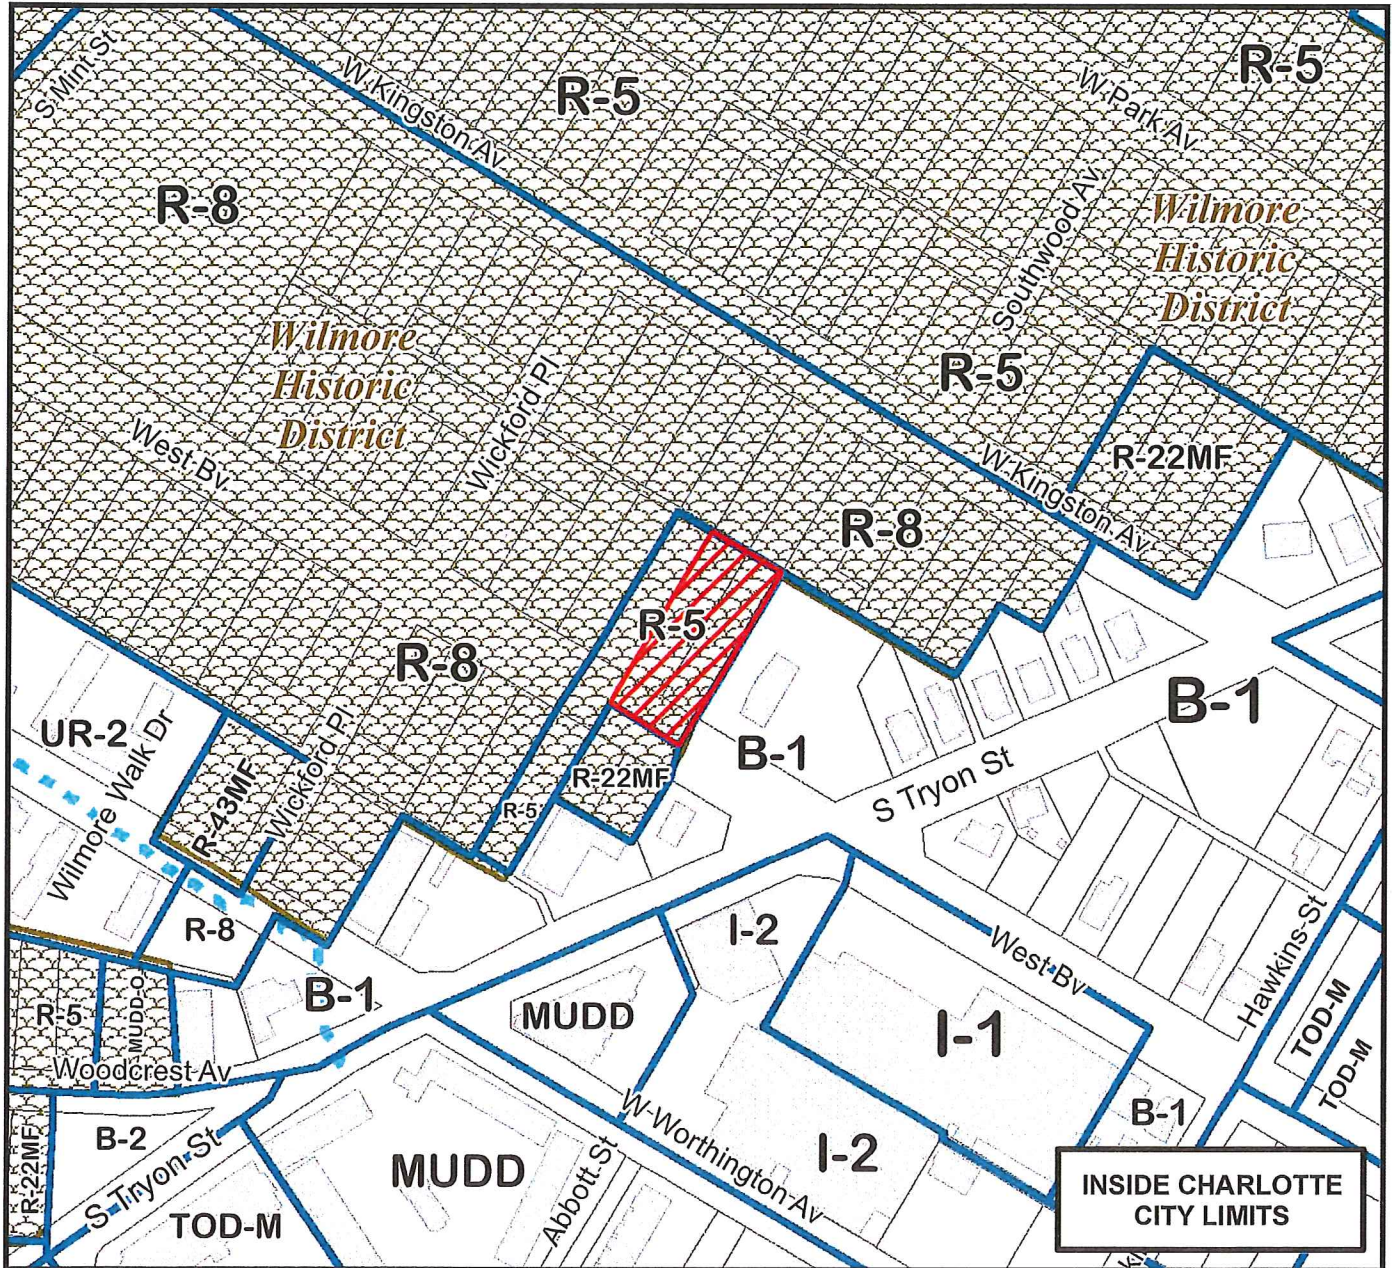 S Mint St
W Kingston Av
R-5
W Park Av
R-5
R-8
Southwood Av
Wilmore
Historic
District
Wilmore
Historic
District
Wickford Pl
R-5
West Bv
W Kingston Av
R-22MF
R-8
R-5
R-8
B-1
UR-2
Wilmore Walk Dr
R-43MF
Wickford Pl
B-1
R-22MF
R-5
S Tryon St
R-8
I-2
West Bv
Hawkins St
B-1
MUDD
I-1
TOD-M
TOD-M
R-5
MUDD-O
Woodcrest Av
B-2
R-22MF
S Tryon St
MUDD
Abbott St
W Worthington Av
I-2
B-1
TOD-M
INSIDE CHARLOTTE
CITY LIMITS